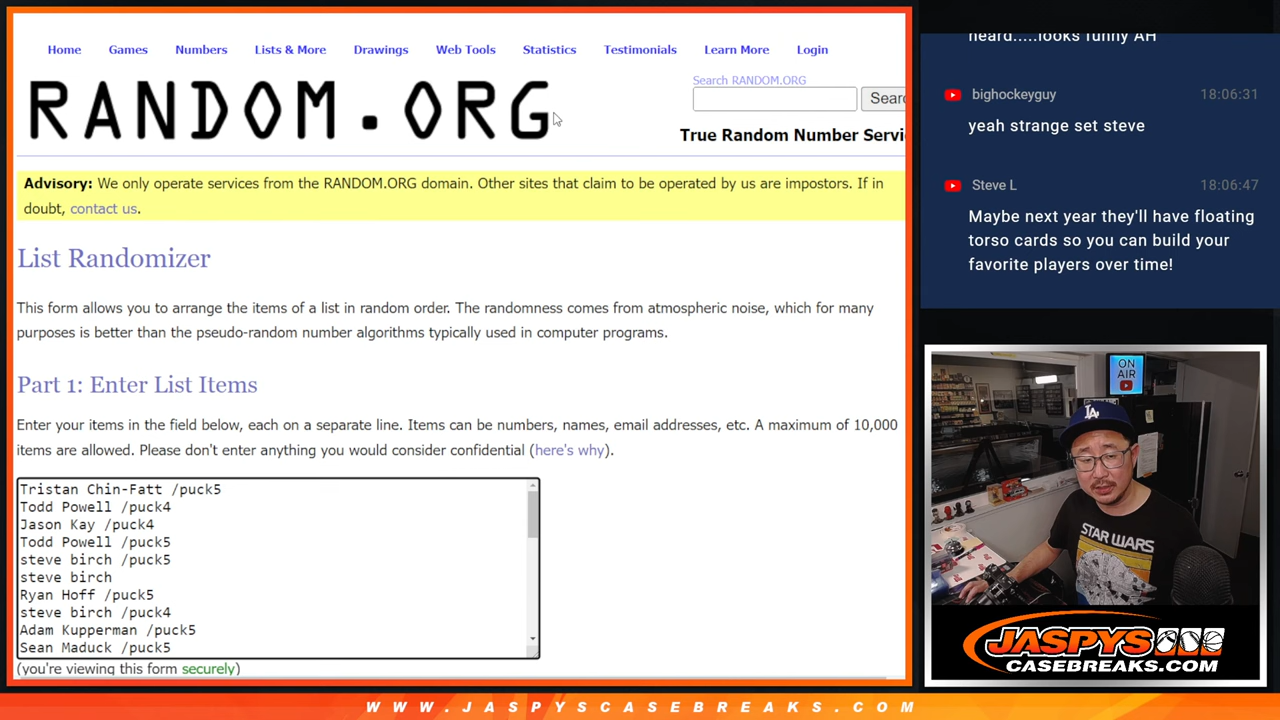 Home Games Numbers Lists & More Drawings Web Tools Statistics Testimonials Learn More Login
RANDOM.ORG
Search RANDOM.ORG
Searc
True Random Number Servi
Advisory: We only operate services from the RANDOM.ORG domain. Other sites that claim to be operated by us are impostors. If in
doubt, contact us.
List Randomizer
This form allows you to arrange the items of a list in random order. The randomness comes from atmospheric noise, which for many
purposes is better than the pseudo-random number algorithms typically used in computer programs.
Part 1: Enter List Items
Enter your items in the field below, each on a separate line. Items can be numbers, names, email addresses, etc. A maximum of 10,000
items are allowed. Please don't enter anything you would consider confidential (here's why).
Tristan Chin-Fatt /puck5
Todd Powell /puck4
Jason Kay /puck4
Todd Powell /puck5
steve birch /puck5
steve birch
Ryan Hoff /puck5
steve birch /puck4
Adam Kupperman /puck5
Sean Maduck /puck5
(you're viewing this form securely)
heard.....looks funny AH
bighockeyguy 18:06:31
yeah strange set steve
Steve L 18:06:47
Maybe next year they'll have floating
torso cards so you can build your
favorite players over time!
ON
AIR
LA
STAR WARS
JASPYS
CASEBREAKS.COM
WWW.JASPYSCASEBREAKS.COM